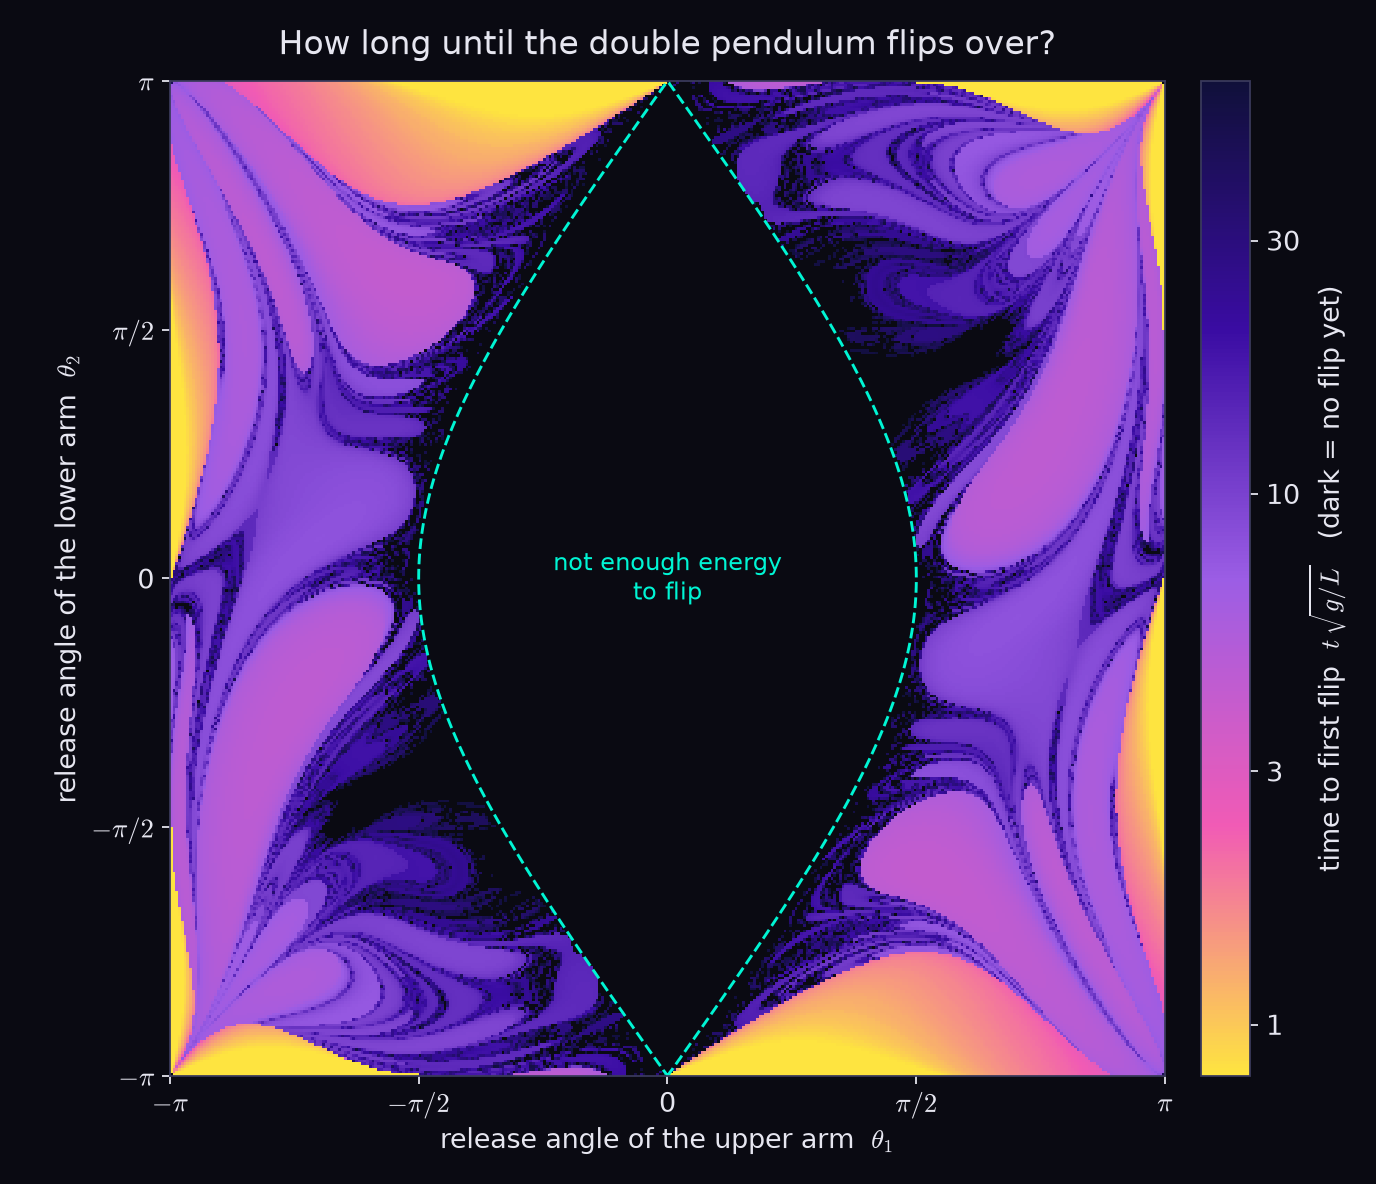 How long until the double pendulum flips over?
π
π/2
0
−π/2
−π
release angle of the lower arm θ₂
not enough energy
to flip
−π
−π/2
0
π/2
π
release angle of the upper arm θ₁
30
10
3
1
time to first flip t√g/L (dark = no flip yet)